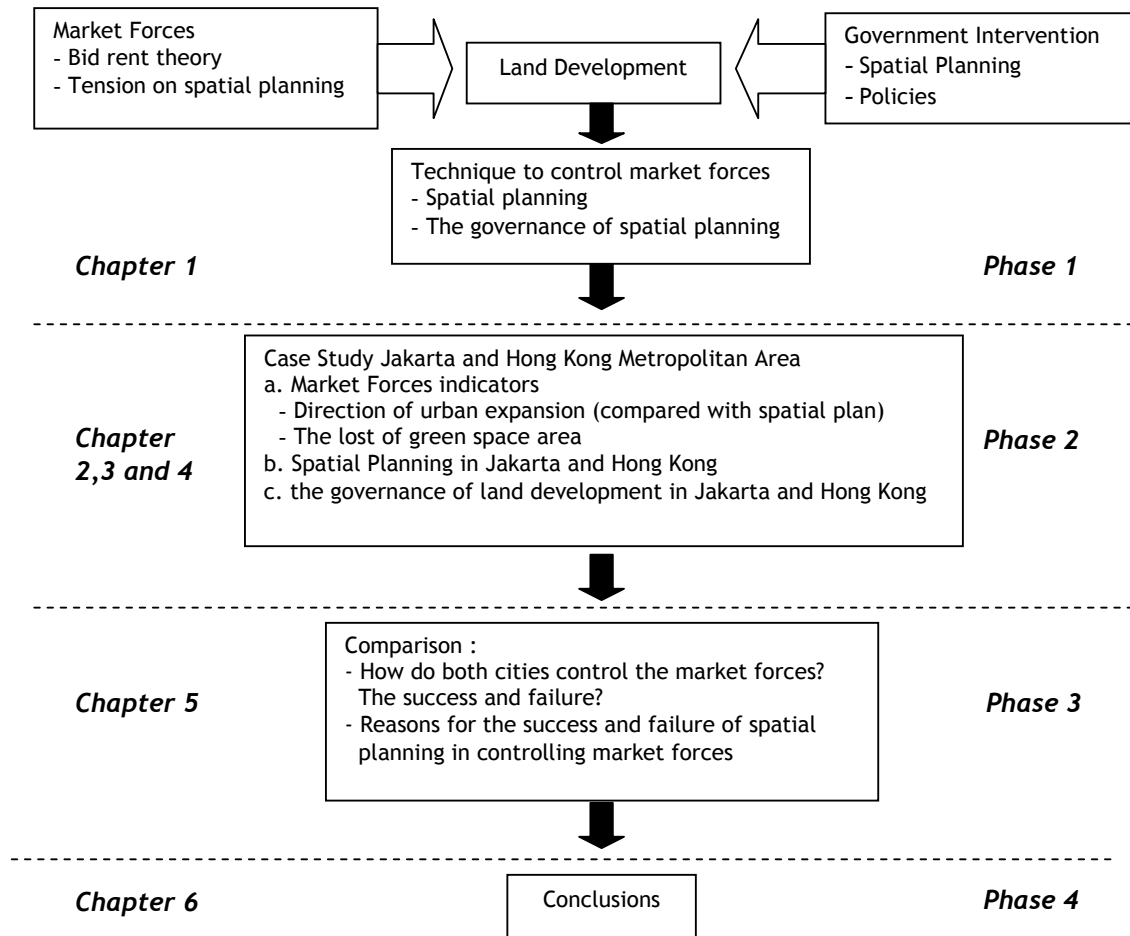 Market Forces
- Bid rent theory
- Tension on spatial planning
Land Development
Government Intervention
- Spatial Planning
- Policies
Technique to control market forces
- Spatial planning
- The governance of spatial planning
Chapter 1
Phase 1
Case Study Jakarta and Hong Kong Metropolitan Area
a. Market Forces indicators
- Direction of urban expansion (compared with spatial plan)
- The lost of green space area
b. Spatial Planning in Jakarta and Hong Kong
c. the governance of land development in Jakarta and Hong Kong
Chapter
2,3 and 4
Phase 2
Comparison :
- How do both cities control the market forces?
The success and failure?
- Reasons for the success and failure of spatial
planning in controlling market forces
Chapter 5
Phase 3
Conclusions
Chapter 6
Phase 4